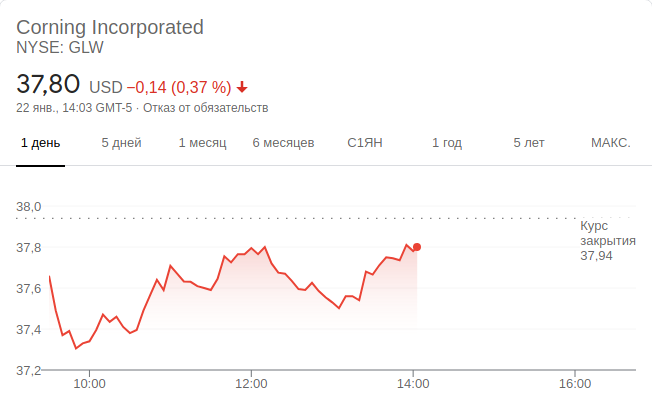 Corning Incorporated
NYSE: GLW
37,80 USD −0,14 (0,37 %)
22 янв., 14:03 GMT-5 · Отказ от обязательств
1 день 5 дней 1 месяц 6 месяцев С1ЯН 1 год 5 лет МАКС.
38,0
Курс
закрытия
37,94
37,8
37,6
37,4
37,2
10:00 12:00 14:00 16:00